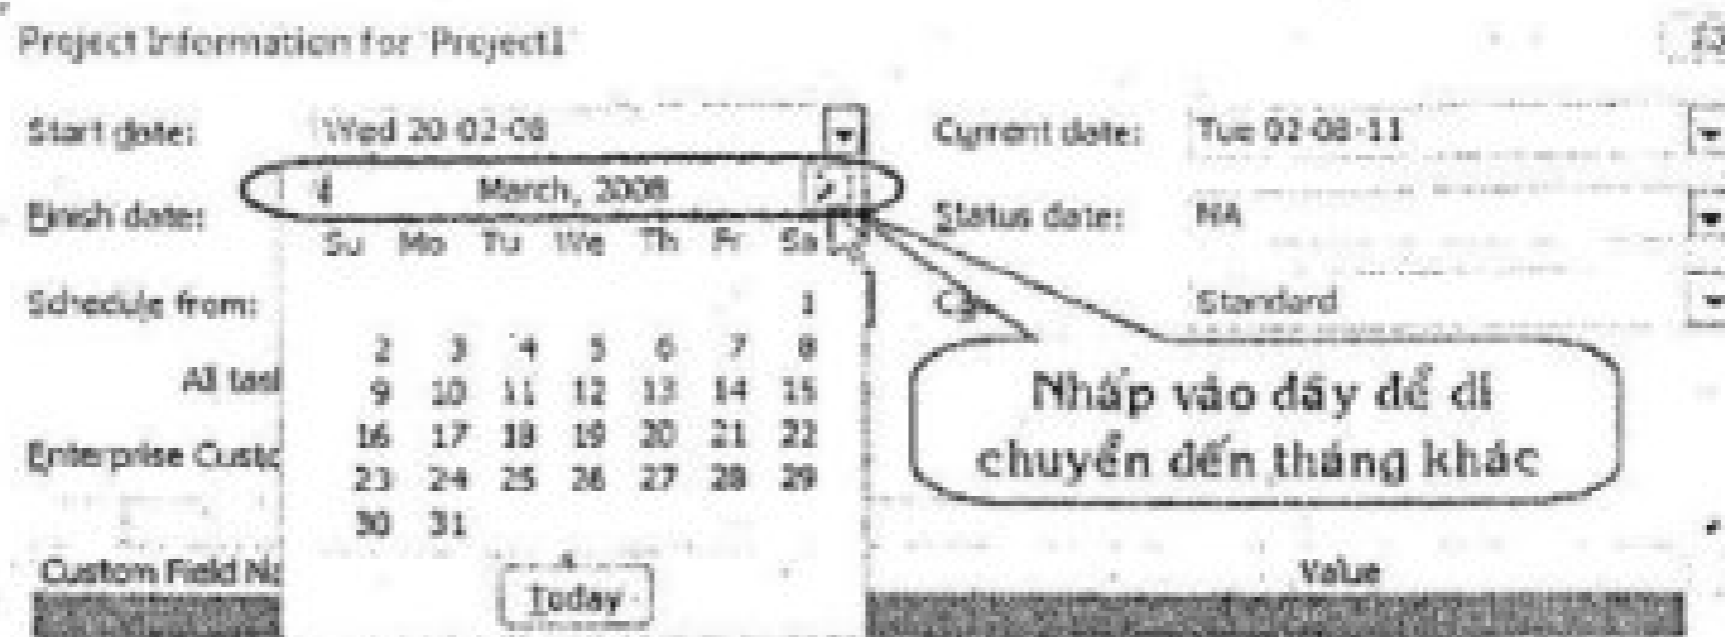 Project Information for 'Project1'
Start date: Wed 20-02-08 Current date: Tue 02-08-11
March, 2008
Finish date: Status date: NA
Su Mo Tu We Th Fr Sa
Schedule from: 1 Standard
2 3 4 5 6 7 8
All tas
9 10 11 12 13 14 15
Nhấp vào đây để di
16 17 18 19 20 21 22
chuyển đến tháng khác
Enterprise Custo
23 24 25 26 27 28 29
30 31
Custom Field Na Value
Today